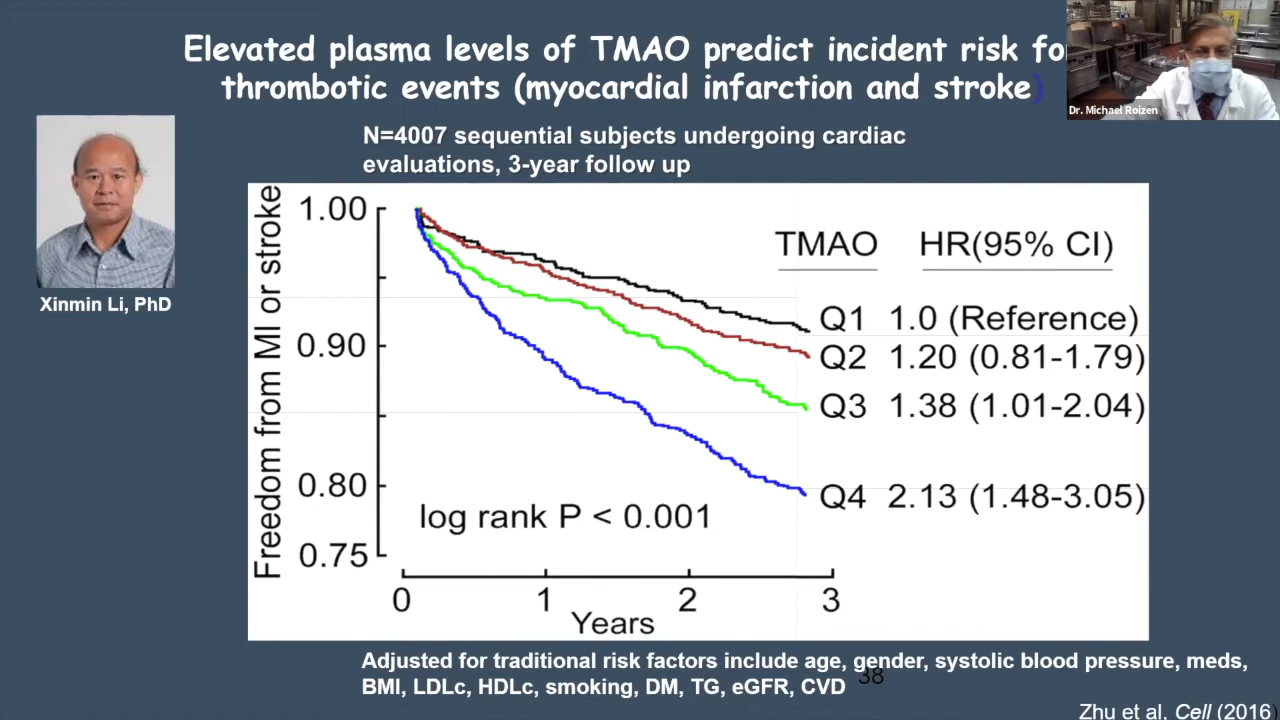 Elevated plasma levels of TMAO predict incident risk fo
thrombotic events (myocardial infarction and stroke)
Dr. Michael Roizen
N=4007 sequential subjects undergoing cardiac
evaluations, 3-year follow up
Xinmin Li, PhD
Freedom from MI or stroke
1.00
0.90
0.80
0.75
TMAO HR(95% CI)
Q1 1.0 (Reference)
Q2 1.20 (0.81-1.79)
Q3 1.38 (1.01-2.04)
Q4 2.13 (1.48-3.05)
log rank P < 0.001
0 1 2 3
Years
Adjusted for traditional risk factors include age, gender, systolic blood pressure, meds,
BMI, LDLc, HDLc, smoking, DM, TG, eGFR, CVD
38
Zhu et al, Cell (2016)